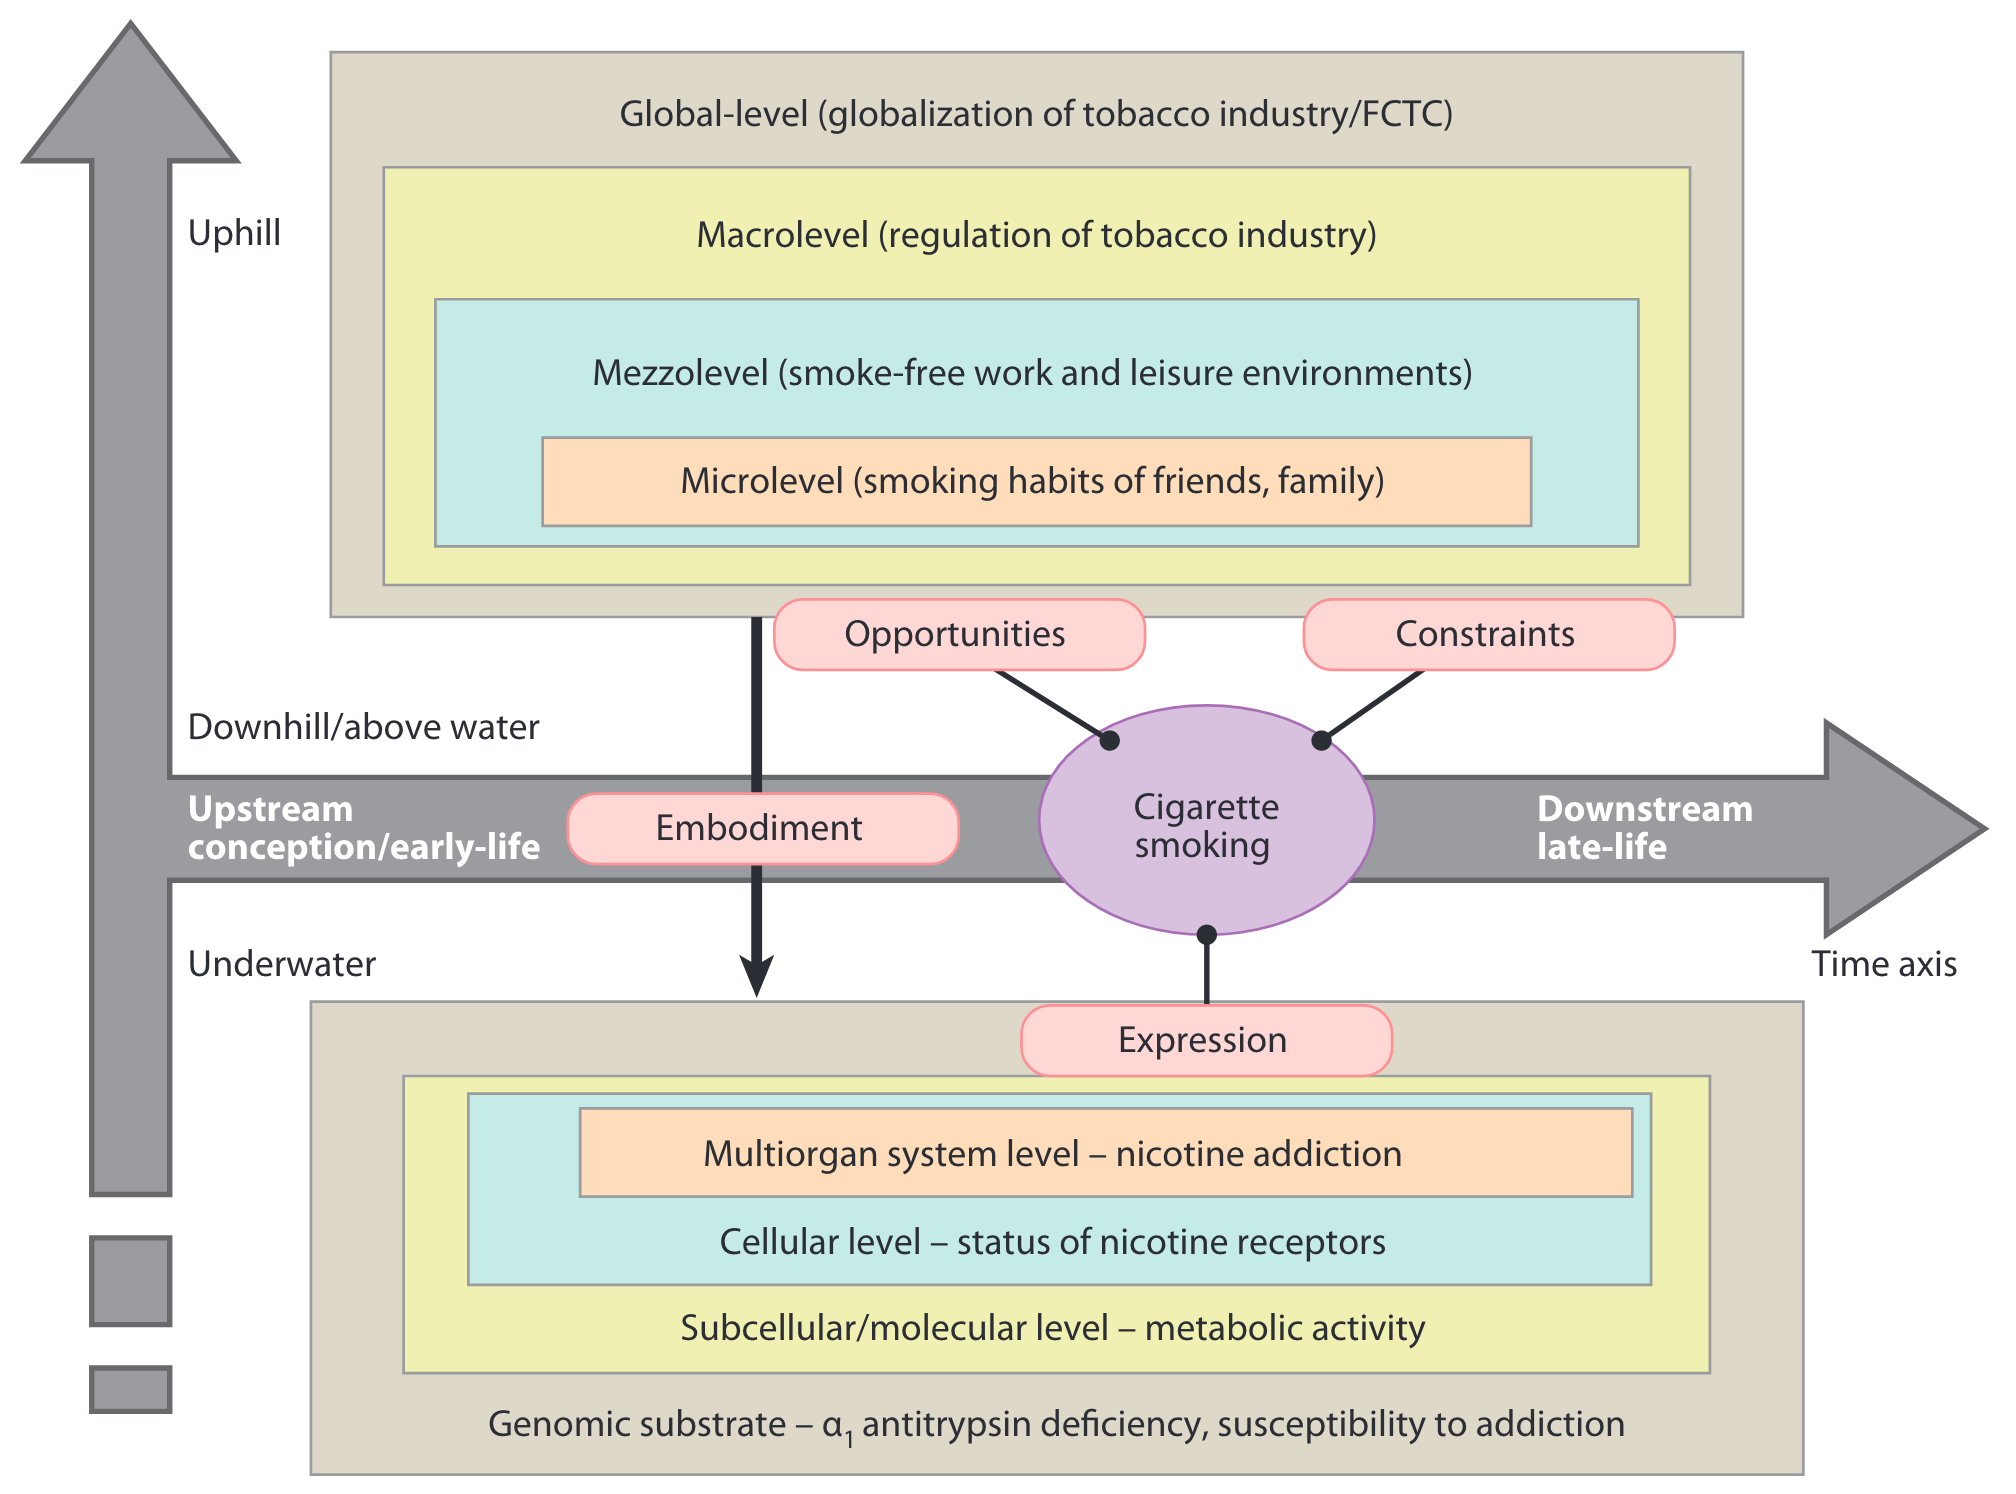 Global-level (globalization of tobacco industry/FCTC)
Uphill
Macrolevel (regulation of tobacco industry)
Mezzolevel (smoke-free work and leisure environments)
Microlevel (smoking habits of friends, family)
Opportunities
Constraints
Downhill/above water
Upstream
conception/early-life
Embodiment
Cigarette
smoking
Downstream
late-life
Underwater
Time axis
Expression
Multiorgan system level – nicotine addiction
Cellular level – status of nicotine receptors
Subcellular/molecular level – metabolic activity
Genomic substrate – α₁ antitrypsin deficiency, susceptibility to addiction